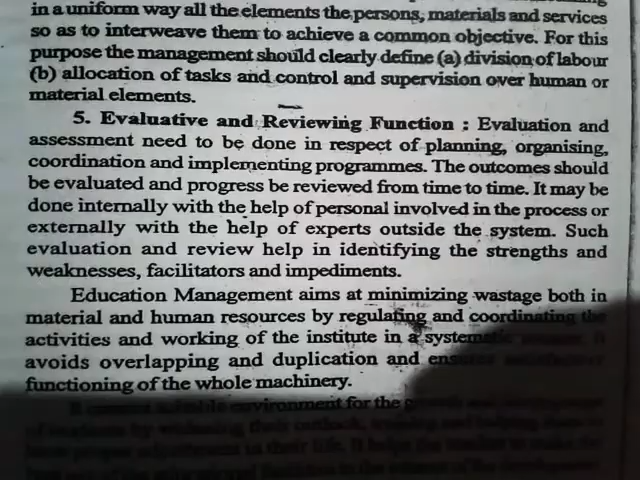 in a uniform way all the elements the persons, materials and services
so as to interweave them to achieve a common objective. For this
purpose the management should clearly define (a) division of labour
(b) allocation of tasks and control and supervision over human or
material elements.
5. Evaluative and Reviewing Function : Evaluation and
assessment need to be done in respect of planning, organising,
coordination and implementing programmes. The outcomes should
be evaluated and progress be reviewed from time to time. It may be
done internally with the help of personal involved in the process or
externally with the help of experts outside the system. Such
evaluation and review help in identifying the strengths and
weaknesses, facilitators and impediments.
Education Management aims at minimizing wastage both in
material and human resources by regulating and coordinating the
activities and working of the institute in a systematic
avoids overlapping and duplication and
functioning of the whole machinery.
environment for the